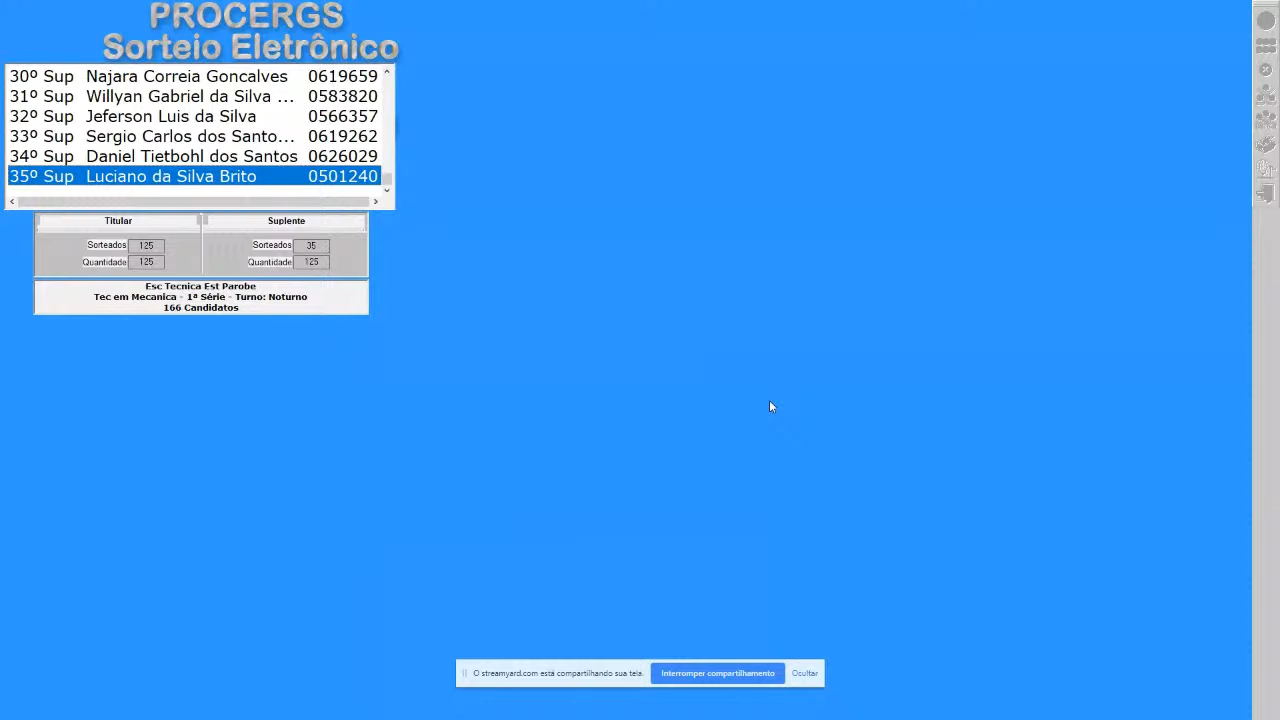 PROCERGS
Sorteio Eletrônico
30º Sup Najara Correia Goncalves 0619659
31º Sup Willyan Gabriel da Silva ... 0583820
32º Sup Jeferson Luis da Silva 0566357
33º Sup Sergio Carlos dos Santo... 0619262
34º Sup Daniel Tietbohl dos Santos 0626029
35º Sup Luciano da Silva Brito 0501240
Titular Suplente
Sorteados 125 Sorteados 35
Quantidade 125 Quantidade 125
Esc Tecnica Est Parobe
Tec em Mecanica - 1ª Série - Turno: Noturno
166 Candidatos
O streamyard.com está compartilhando sua tela. Interromper compartilhamento Ocultar